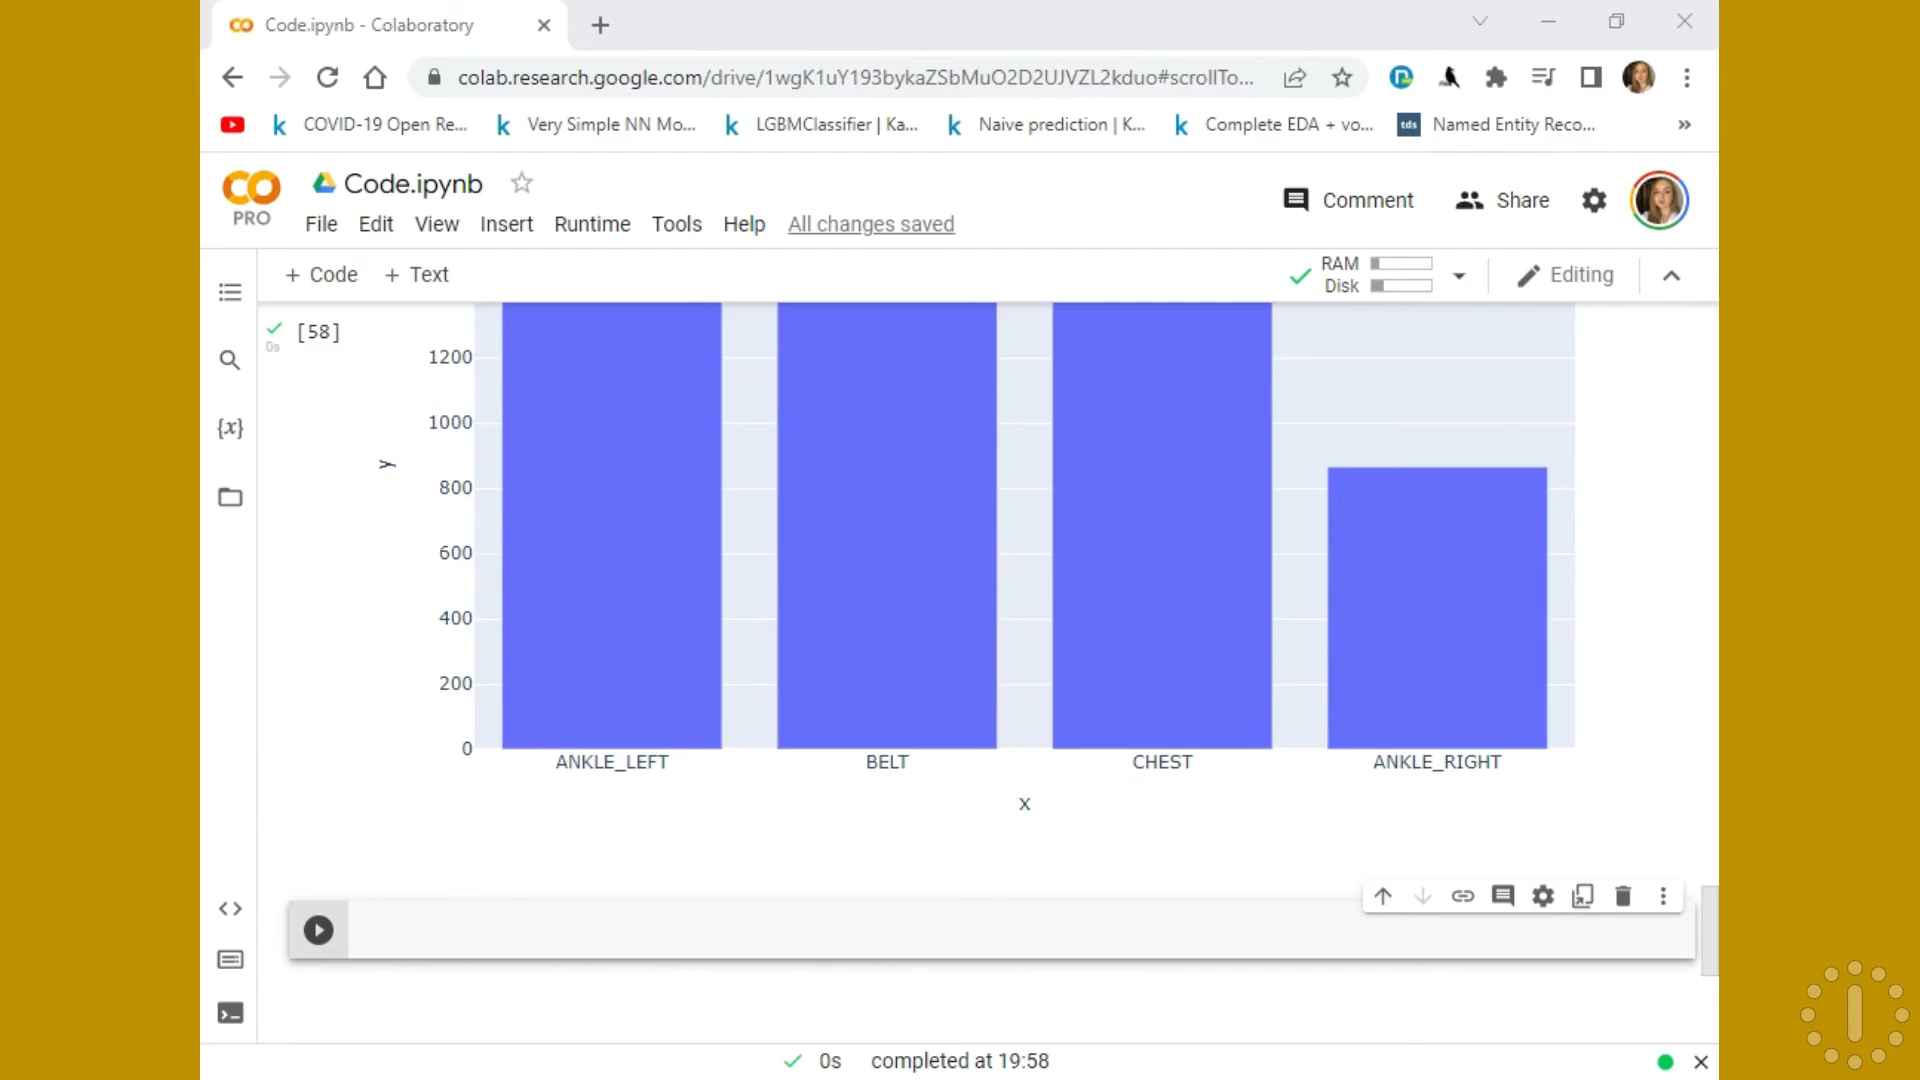 Code.ipynb - Colaboratory
colab.research.google.com/drive/1wgK1uY193bykaZSbMuO2D2UJVZL2kduo#scrollTo...
COVID-19 Open Re... Very Simple NN Mo... LGBMClassifier | Ka... Naive prediction | K... Complete EDA + vo... tds Named Entity Reco... »
CO PRO
Code.ipynb
Comment Share
File Edit View Insert Runtime Tools Help All changes saved
+ Code + Text
RAM
Disk
Editing
[58]
0s
1200
1000
y
800
600
400
200
0
ANKLE_LEFT BELT CHEST ANKLE_RIGHT
x
0s completed at 19:58